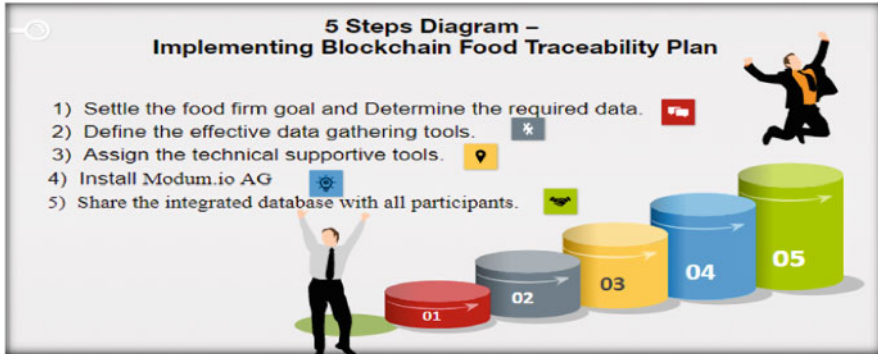 5 Steps Diagram –
Implementing Blockchain Food Traceability Plan
1) Settle the food firm goal and Determine the required data.
2) Define the effective data gathering tools.
3) Assign the technical supportive tools.
4) Install Modum.io AG
5) Share the integrated database with all participants.
01
02
03
04
05